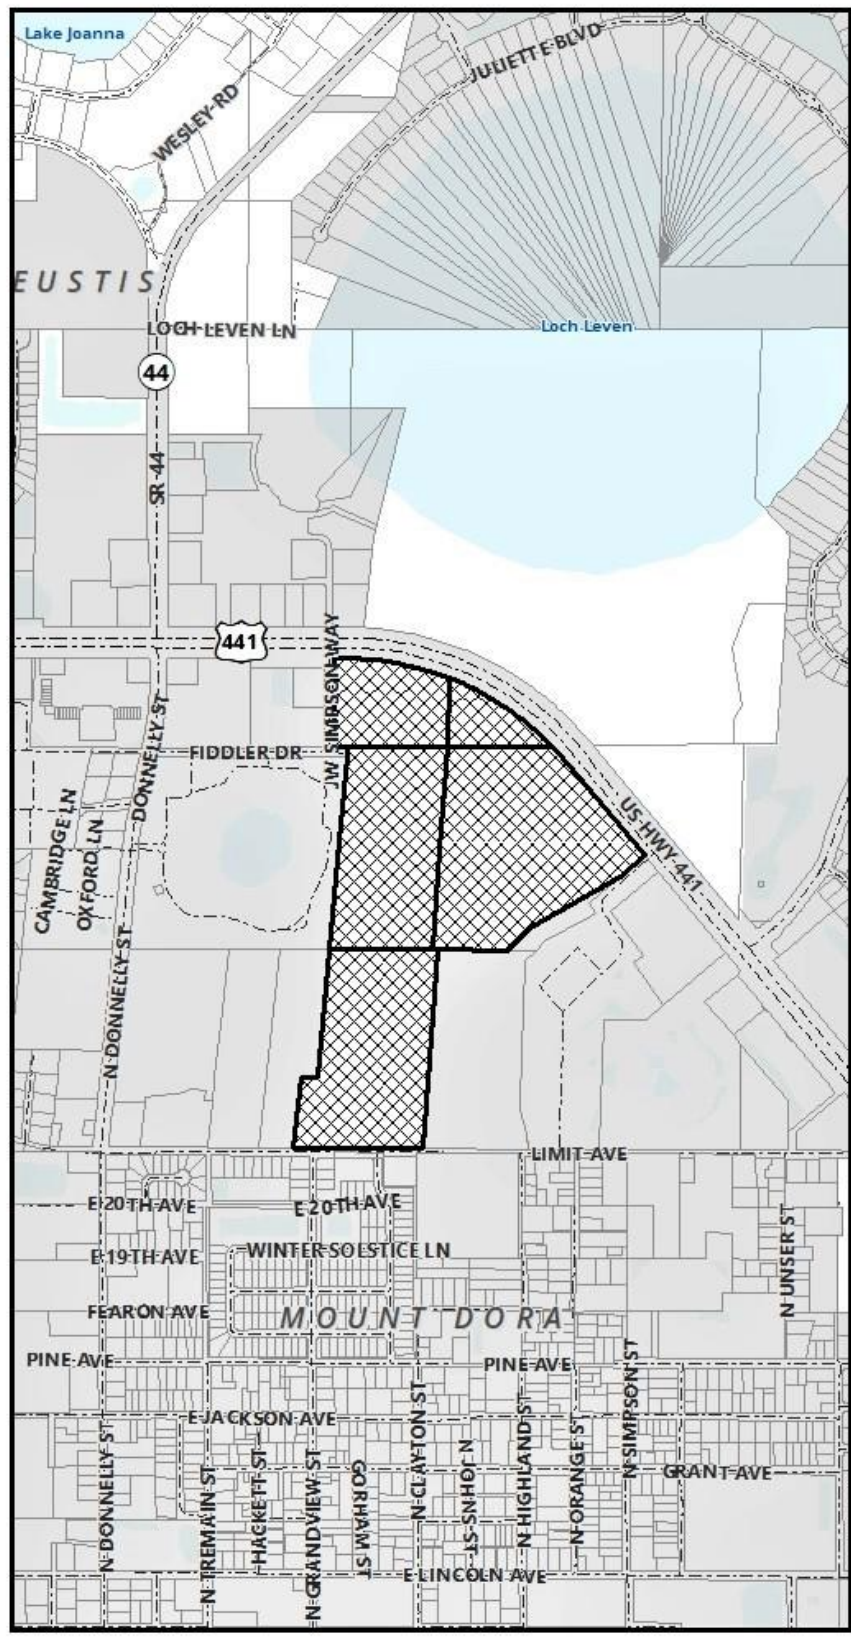 Lake Joanna
JULIETTE BLVD
WESLEY RD
EUSTIS
LOCH LEVEN LN
Loch Leven
44
SR 44
441
JW SIMPSON WAY
DONNELLY ST
FIDDLER DR
CAMBRIDGE LN
OXFORD LN
US HWY 441
N DONNELLY ST
LIMIT AVE
E 20TH AVE
E 20TH AVE
E 19TH AVE
WINTER SOLSTICE LN
N UNSER ST
FEARON AVE
MOUNT DORA
PINE AVE
PINE AVE
E JACKSON AVE
N CLAYTON ST
N HIGHLAND ST
N SIMPSON ST
N DONNELLY ST
N TREMAIN ST
HACKETT ST
N GRANDVIEW ST
GORHAM ST
N JOHNS ST
N ORANGE ST
GRANT AVE
E LINCOLN AVE